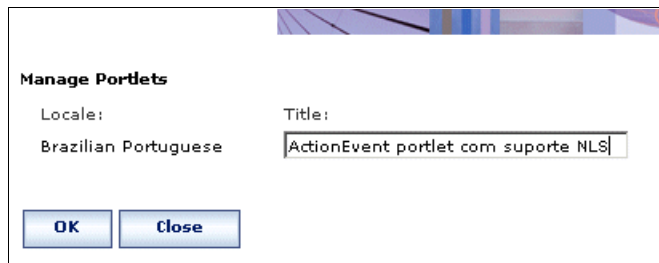 Manage Portlets
Locale: Title:
Brazilian Portuguese ActionEvent portlet com suporte NLS
OK Close